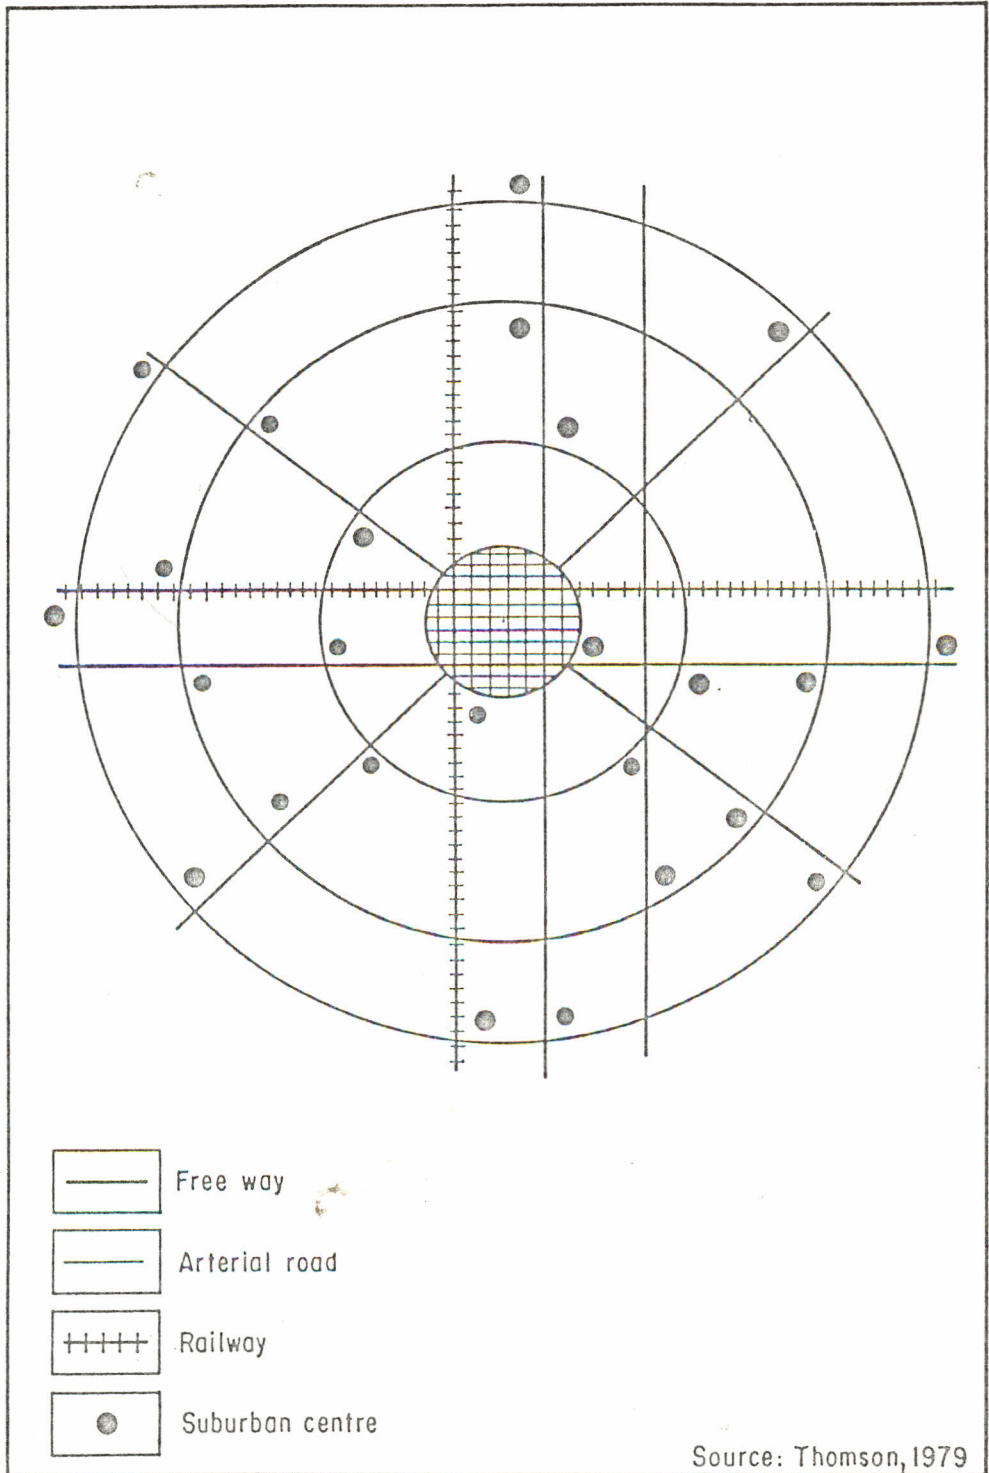 Free way
Arterial road
Railway
Suburban centre
Source: Thomson,1979